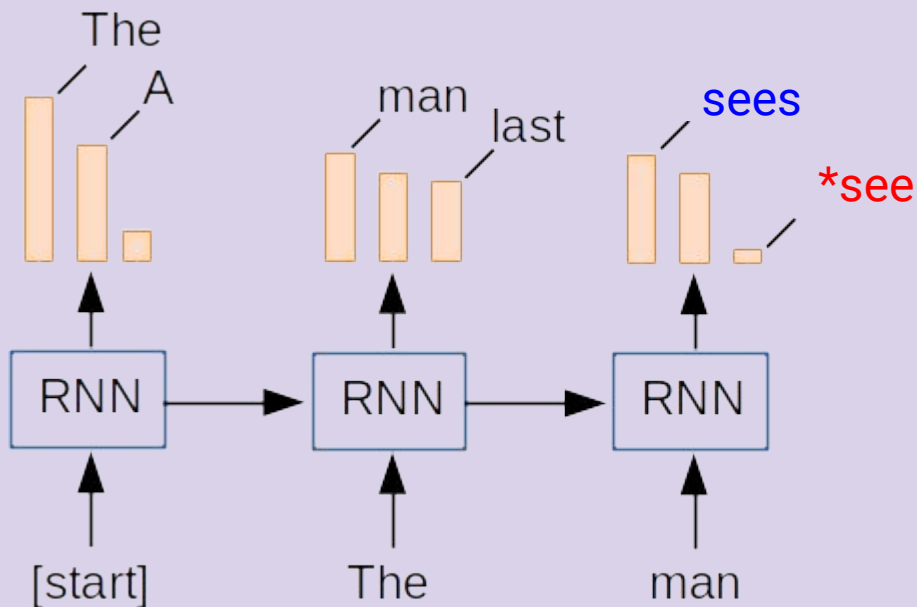 The
A
man
last
sees
*see
RNN
RNN
RNN
[start]
The
man